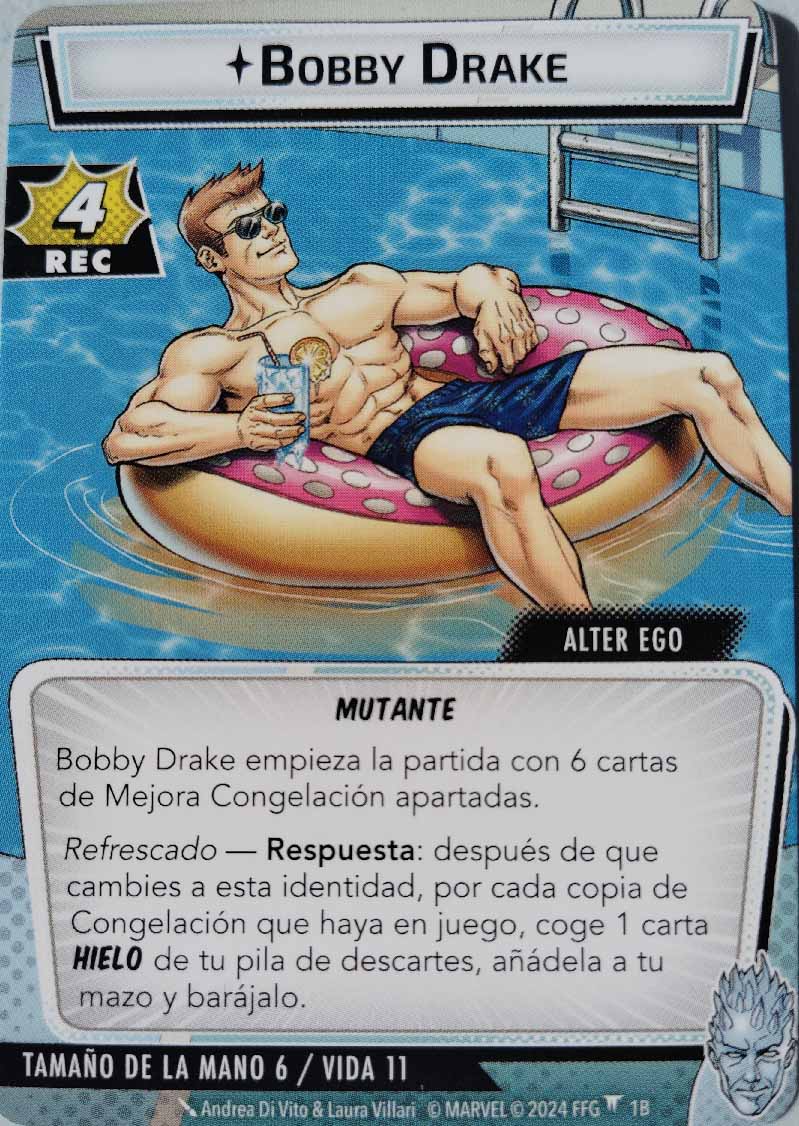 BOBBY DRAKE
4
REC
ALTER EGO
MUTANTE
Bobby Drake empieza la partida con 6 cartas
de Mejora Congelación apartadas.
Refrescado — Respuesta: después de que
cambies a esta identidad, por cada copia de
Congelación que haya en juego, coge 1 carta
HIELO de tu pila de descartes, añádela a tu
mazo y barájalo.
TAMAÑO DE LA MANO 6 / VIDA 11
Andrea Di Vito & Laura Villari © MARVEL © 2024 FFG 1B